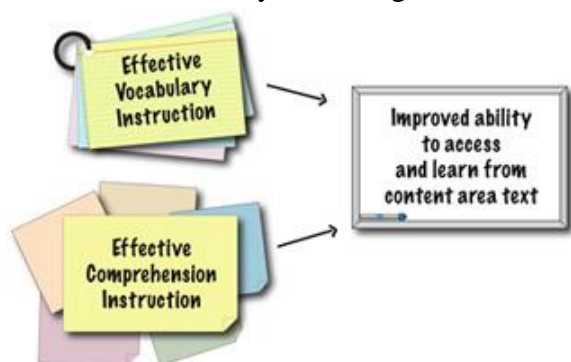 Effective
Vocabulary
Instruction
Improved ability
to access
and learn from
content area text
Effective
Comprehension
Instruction